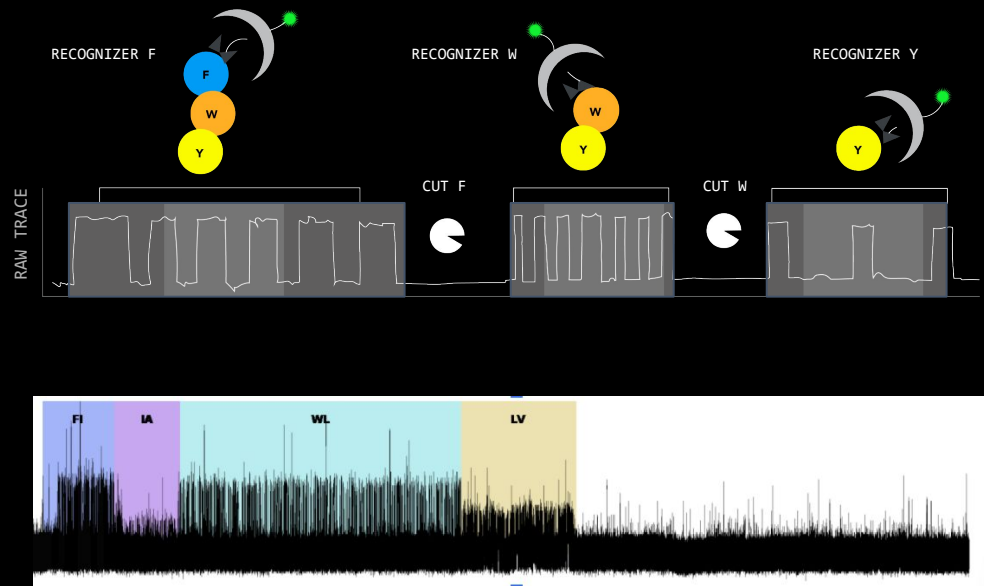 RECOGNIZER F
RECOGNIZER W
RECOGNIZER Y
F
W
Y
W
Y
Y
CUT F
CUT W
RAW TRACE
FI
IA
WL
LV